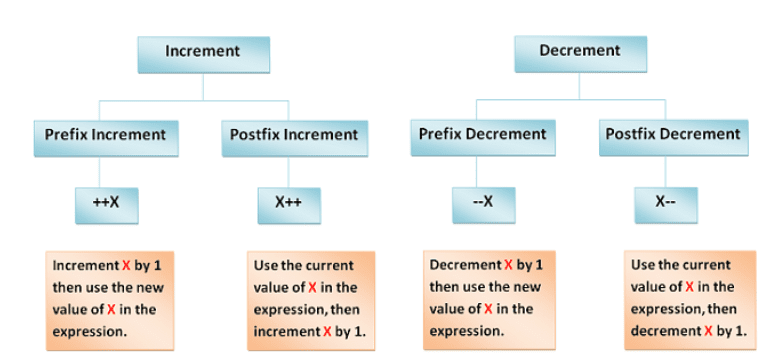 Increment
Decrement
Prefix Increment
Postfix Increment
Prefix Decrement
Postfix Decrement
++X
X++
--X
X--
Increment X by 1
then use the new
value of X in the
expression.
Use the current
value of X in the
expression, then
increment X by 1.
Decrement X by 1
then use the new
value of X in the
expression.
Use the current
value of X in the
expression, then
decrement X by 1.